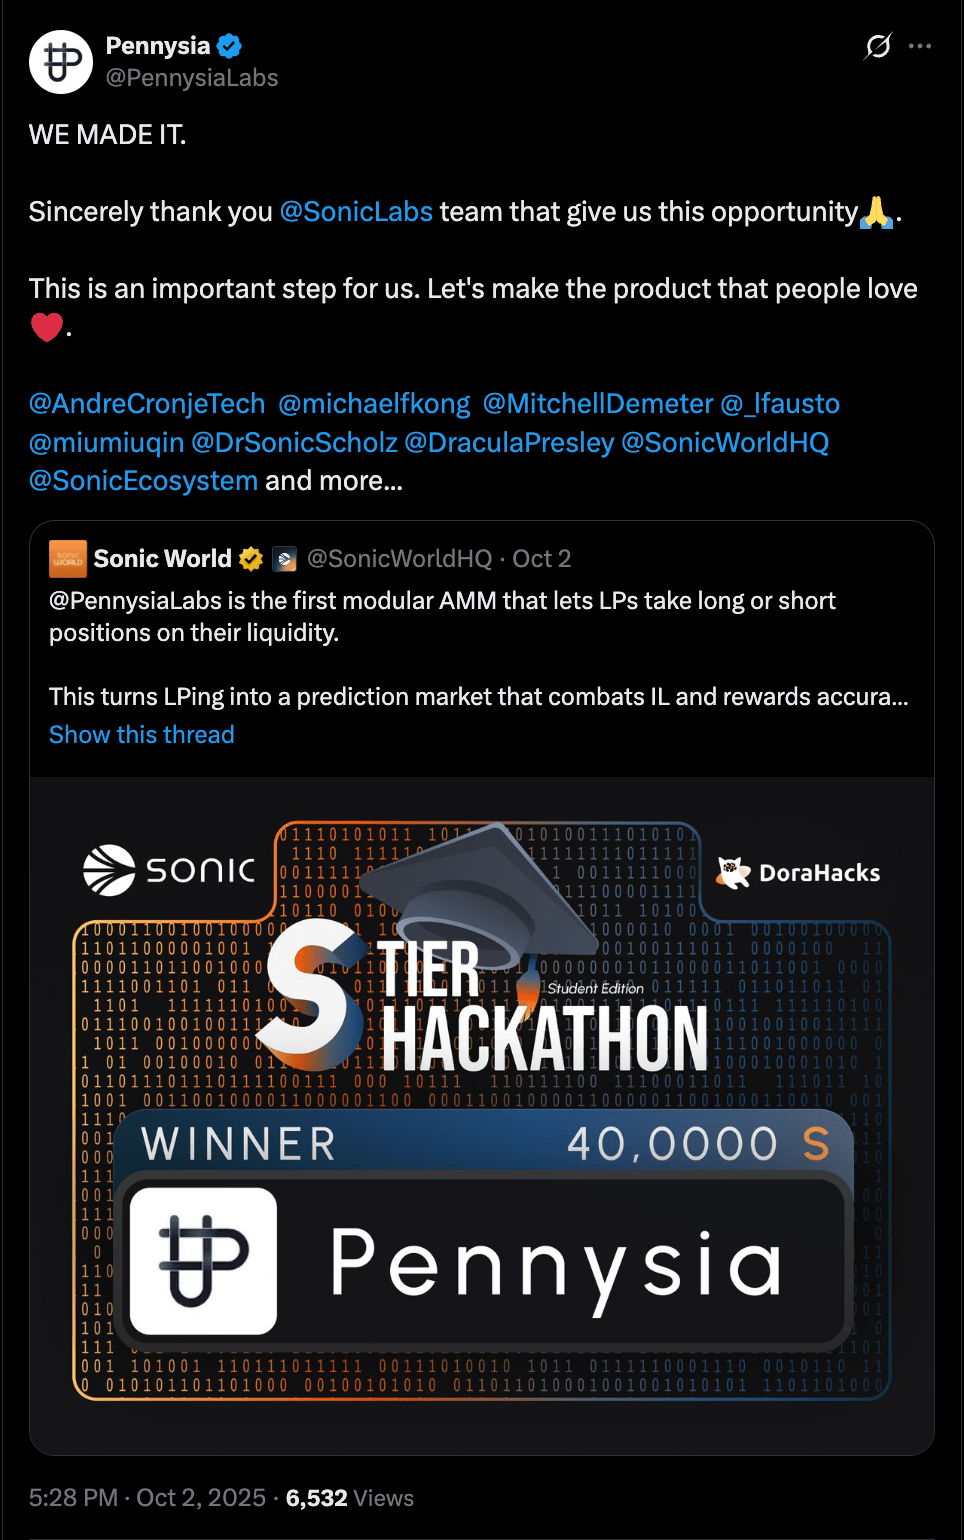 Pennysia
@PennysiaLabs
WE MADE IT.
Sincerely thank you @SonicLabs team that give us this opportunity🙏.
This is an important step for us. Let's make the product that people love
❤️.
@AndreCronjeTech @michaelfkong @MitchellDemeter @_lfausto
@miumiuqin @DrSonicScholz @DraculaPresley @SonicWorldHQ
@SonicEcosystem and more...
SONIC WORLD
Sonic World @SonicWorldHQ · Oct 2
@PennysiaLabs is the first modular AMM that lets LPs take long or short
positions on their liquidity.
This turns LPing into a prediction market that combats IL and rewards accura...
Show this thread
SONIC
DoraHacks
S TIER
Student Edition
HACKATHON
WINNER 40,0000 S
Pennysia
5:28 PM · Oct 2, 2025 · 6,532 Views